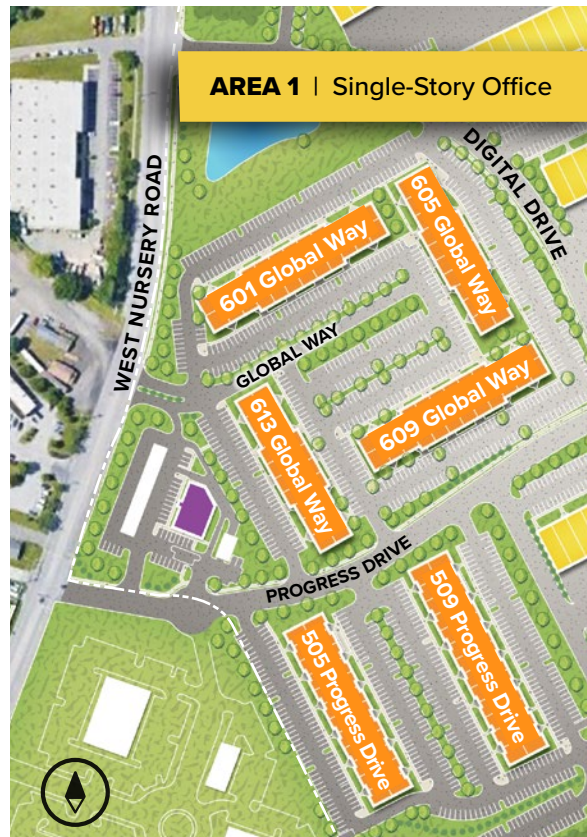 AREA 1 | Single-Story Office
WEST NURSERY ROAD
DIGITAL DRIVE
601 Global Way
605 Global Way
GLOBAL WAY
613 Global Way
609 Global Way
PROGRESS DRIVE
505 Progress Drive
509 Progress Drive